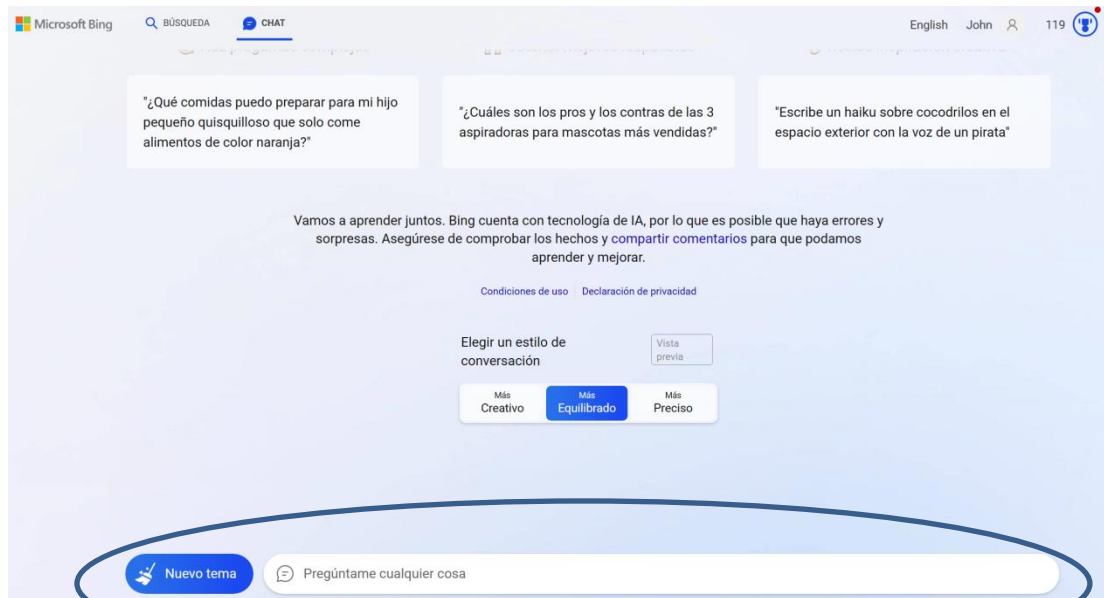 Microsoft Bing BÚSQUEDA CHAT English John 119
"¿Qué comidas puedo preparar para mi hijo
pequeño quisquilloso que solo come
alimentos de color naranja?"
"¿Cuáles son los pros y los contras de las 3
aspiradoras para mascotas más vendidas?"
"Escribe un haiku sobre cocodrilos en el
espacio exterior con la voz de un pirata"
Vamos a aprender juntos. Bing cuenta con tecnología de IA, por lo que es posible que haya errores y
sorpresas. Asegúrese de comprobar los hechos y compartir comentarios para que podamos
aprender y mejorar.
Condiciones de uso Declaración de privacidad
Elegir un estilo de
conversación
Vista
previa
Más
Creativo
Más
Equilibrado
Más
Preciso
Nuevo tema
Pregúntame cualquier cosa